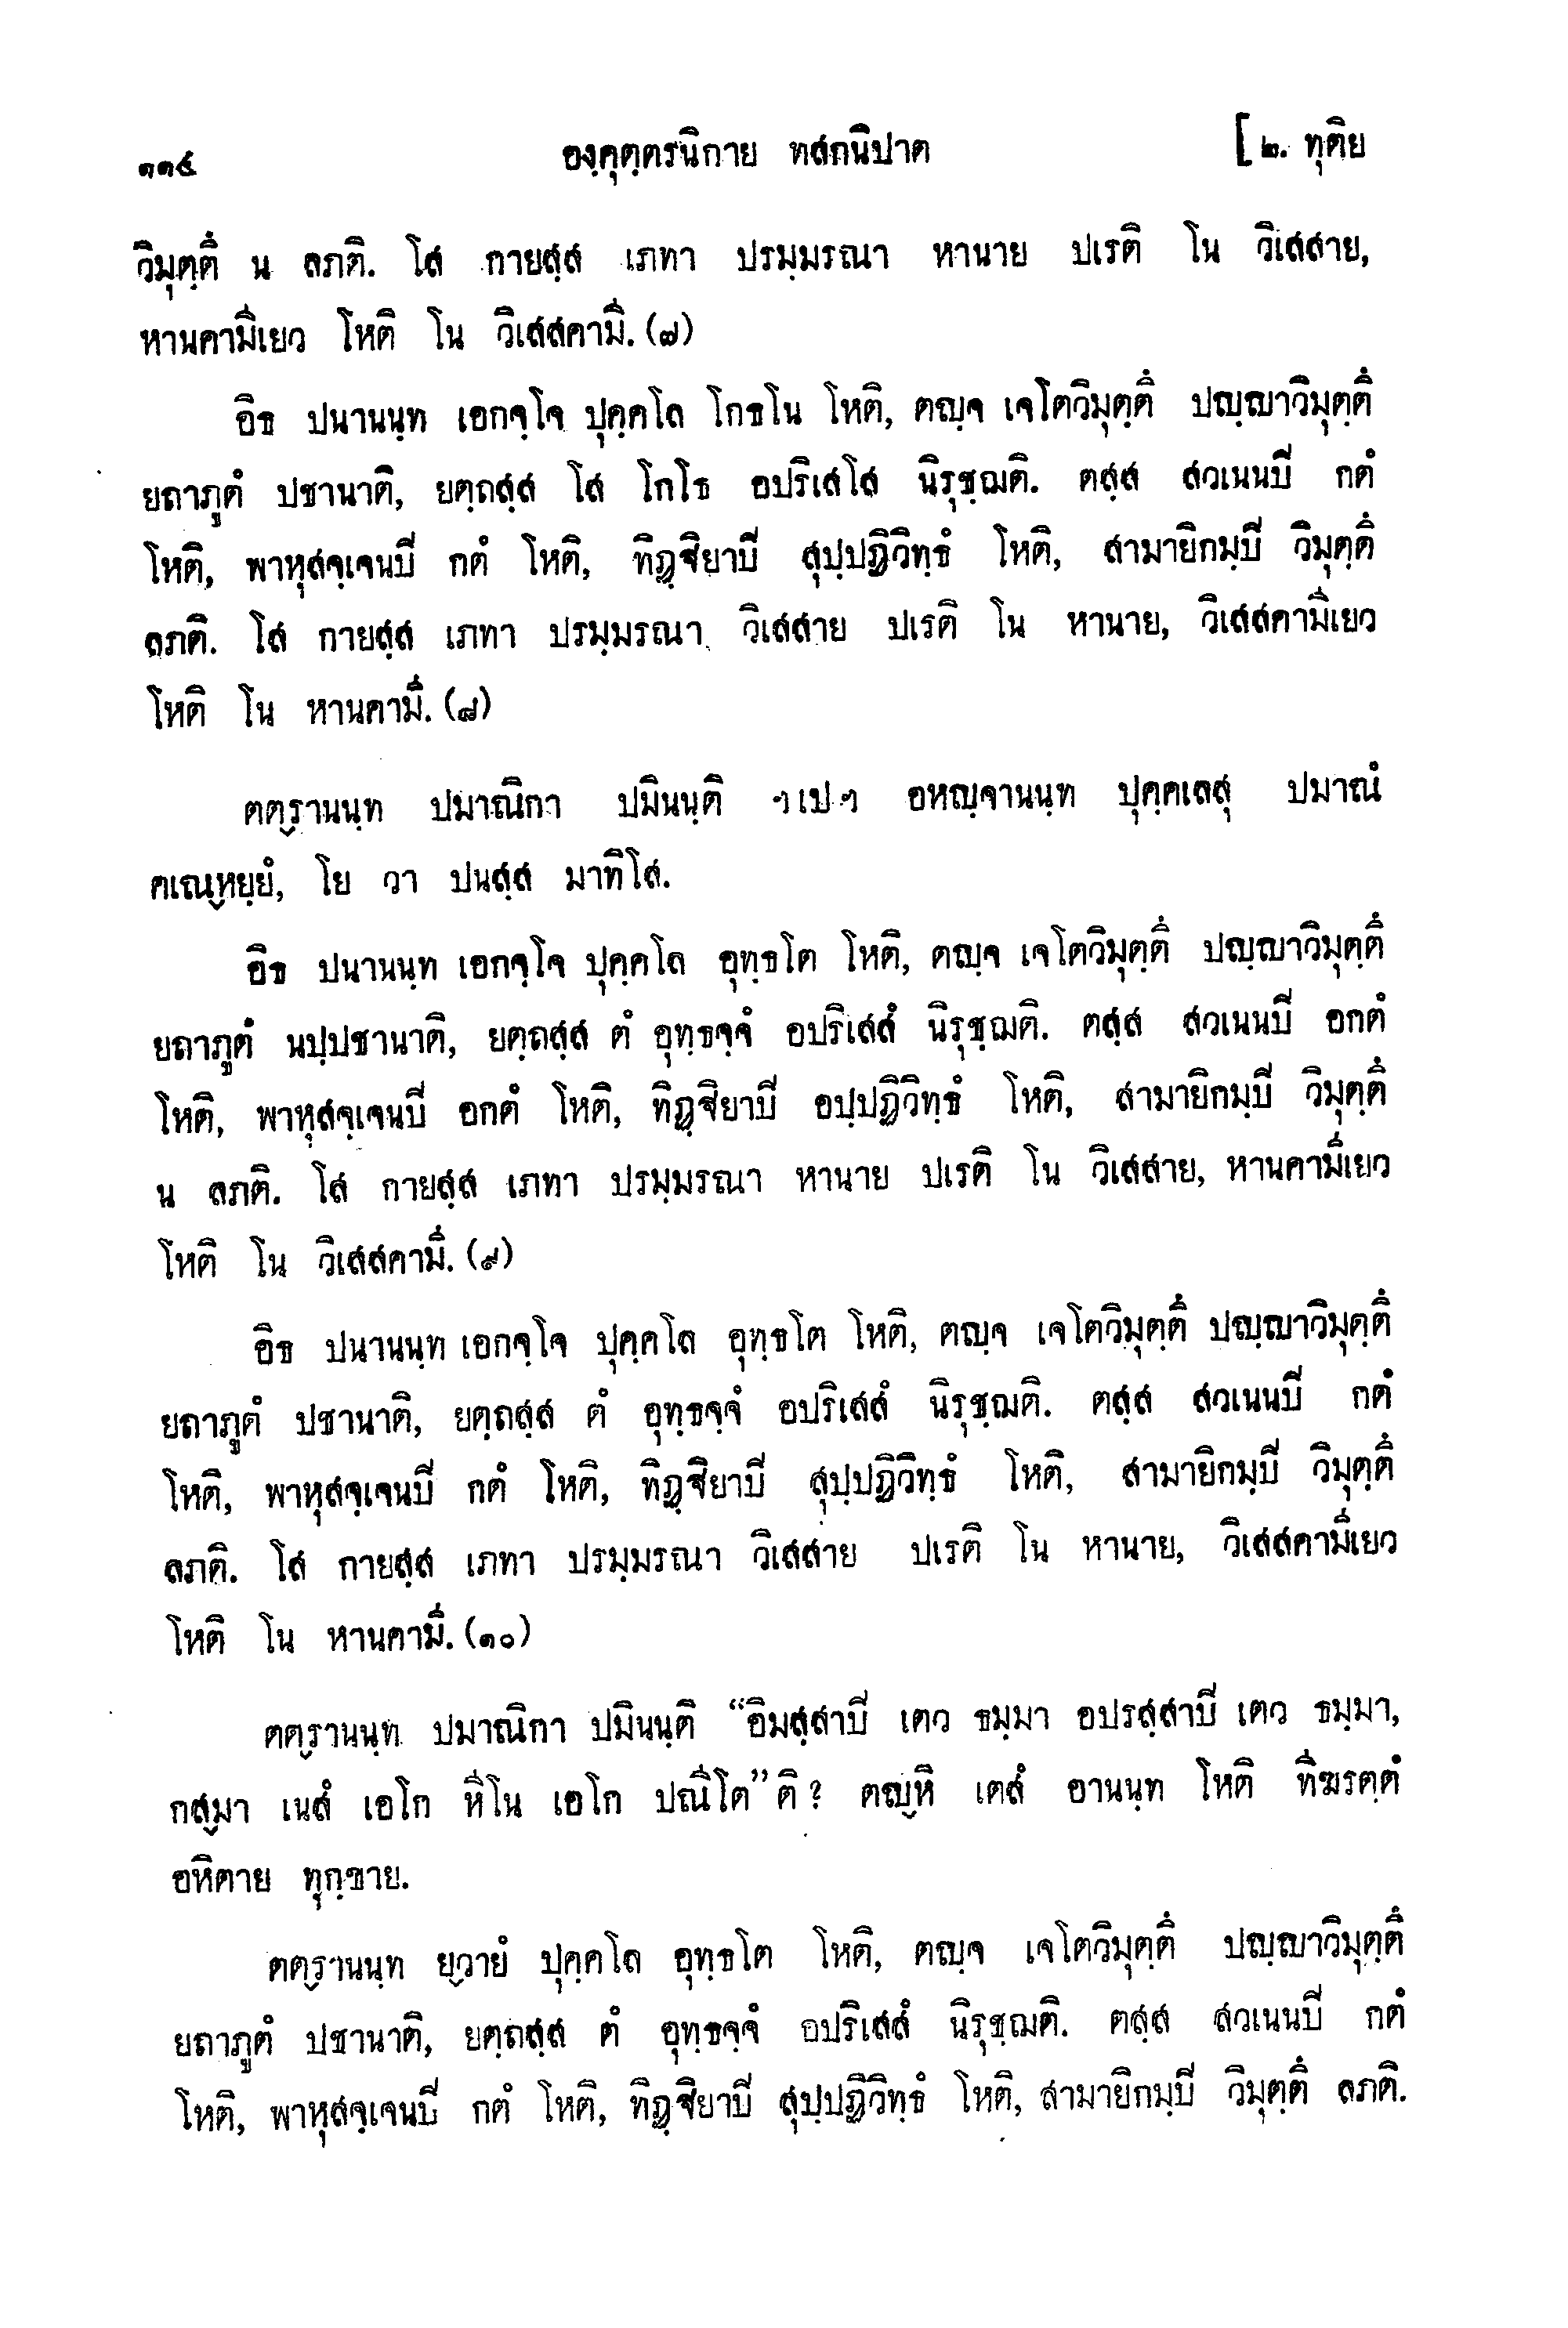 ๑๑๔ องฺคุตฺตรนิกาย ทสกนิปาต [ ๒. ทุติย
วิมุตฺตึ น ลภติ. โส กายสฺส เภทา ปรมฺมรณา หานาย ปเรติ โน วิเสสาย,
หานคามีเยว โหติ โน วิเสสคามี. (๗)
อิธ ปนานนฺท เอกจฺโจ ปุคฺคโล โกธโน โหติ, ตญฺจ เจโตวิมุตฺตึ ปญฺญาวิมุตฺตึ
ยถาภูตํ ปชานาติ, ยตฺถสฺส โส โกโธ อปริเสโส นิรุชฺฌติ. ตสฺส สวเนนปิ กตํ
โหติ, พาหุสจฺเจนปิ กตํ โหติ, ทิฏฺฐิยาปิ สุปฺปฏิวิทฺธํ โหติ, สามายิกมฺปิ วิมุตฺตึ
ลภติ. โส กายสฺส เภทา ปรมฺมรณา วิเสสาย ปเรติ โน หานาย, วิเสสคามีเยว
โหติ โน หานคามี. (๘)
ตตฺรานนฺท ปมาณิกา ปมินนฺติ ฯเปฯ อหญฺจานนฺท ปุคฺคเลสุ ปมาณํ
คเณฺหยฺยํ, โย วา ปนสฺส มาทิโส.
อิธ ปนานนฺท เอกจฺโจ ปุคฺคโล อุทฺธโต โหติ, ตญฺจ เจโตวิมุตฺตึ ปญฺญาวิมุตฺตึ
ยถาภูตํ นปฺปชานาติ, ยตฺถสฺส ตํ อุทฺธจฺจํ อปริเสสํ นิรุชฺฌติ. ตสฺส สวเนนปิ อกตํ
โหติ, พาหุสจฺเจนปิ อกตํ โหติ, ทิฏฺฐิยาปิ อปฺปฏิวิทฺธํ โหติ, สามายิกมฺปิ วิมุตฺตึ
น ลภติ. โส กายสฺส เภทา ปรมฺมรณา หานาย ปเรติ โน วิเสสาย, หานคามีเยว
โหติ โน วิเสสคามี. (๙)
อิธ ปนานนฺท เอกจฺโจ ปุคฺคโล อุทฺธโต โหติ, ตญฺจ เจโตวิมุตฺตึ ปญฺญาวิมุตฺตึ
ยถาภูตํ ปชานาติ, ยตฺถสฺส ตํ อุทฺธจฺจํ อปริเสสํ นิรุชฺฌติ. ตสฺส สวเนนปิ กตํ
โหติ, พาหุสจฺเจนปิ กตํ โหติ, ทิฏฺฐิยาปิ สุปฺปฏิวิทฺธํ โหติ, สามายิกมฺปิ วิมุตฺตึ
ลภติ. โส กายสฺส เภทา ปรมฺมรณา วิเสสาย ปเรติ โน หานาย, วิเสสคามีเยว
โหติ โน หานคามี. (๑๐)
ตตฺรานนฺท ปมาณิกา ปมินนฺติ “อิมสฺสาปิ เตว ธมฺมา อปรสฺสาปิ เตว ธมฺมา,
กสฺมา เนสํ เอโก หีโน เอโก ปณีโต”ติ ? ตญฺหิ เตสํ อานนฺท โหติ ทีฆรตฺตํ
อหิตาย ทุกฺขาย.
ตตฺรานนฺท ยฺวายํ ปุคฺคโล อุทฺธโต โหติ, ตญฺจ เจโตวิมุตฺตึ ปญฺญาวิมุตฺตึ
ยถาภูตํ ปชานาติ, ยตฺถสฺส ตํ อุทฺธจฺจํ อปริเสสํ นิรุชฺฌติ. ตสฺส สวเนนปิ กตํ
โหติ, พาหุสจฺเจนปิ กตํ โหติ, ทิฏฺฐิยาปิ สุปฺปฏิวิทฺธํ โหติ, สามายิกมฺปิ วิมุตฺตึ ลภติ.